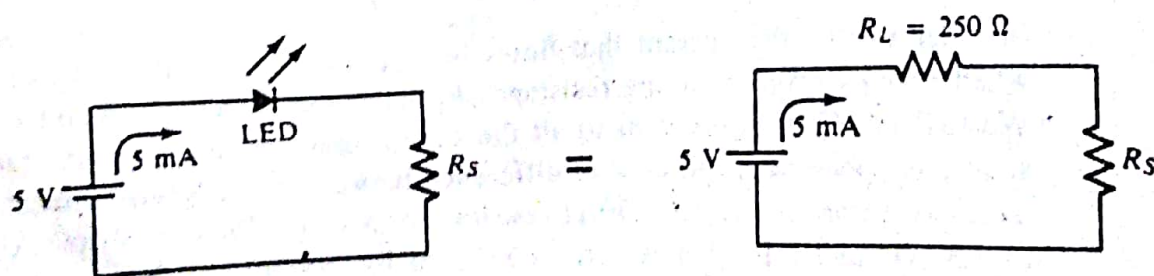 R_L = 250 Ω
LED
5 mA
5 V
R_S
=
5 mA
5 V
R_S